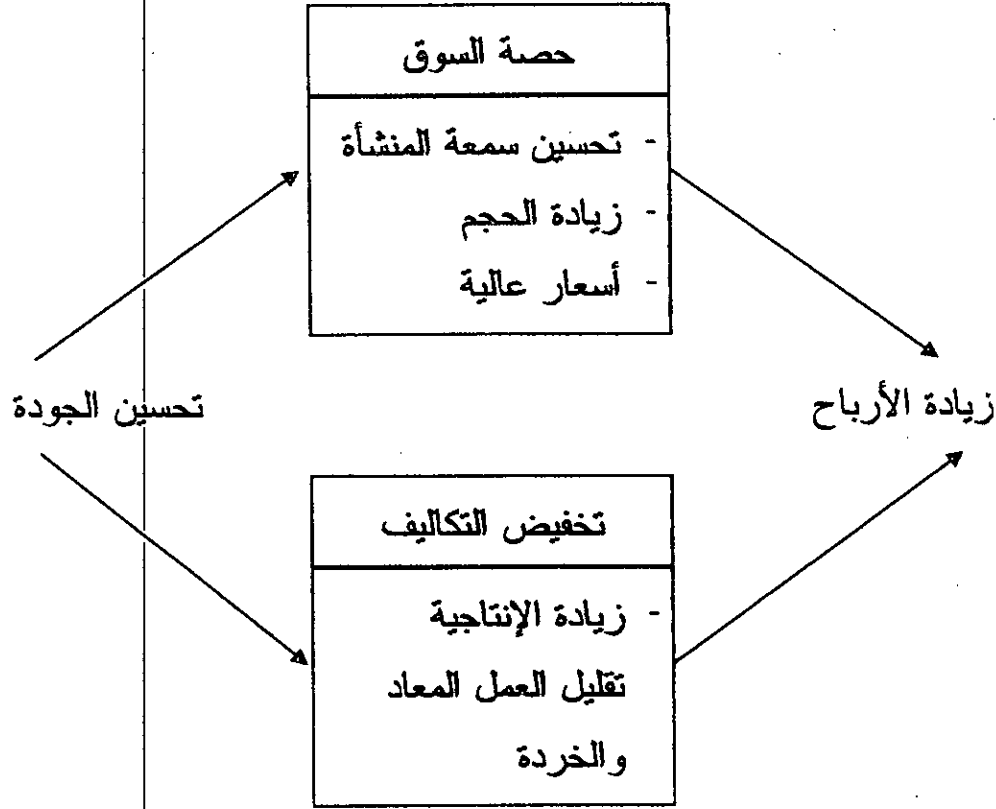 حصة السوق
- تحسين سمعة المنشأة
- زيادة الحجم
- أسعار عالية
زيادة الأرباح
تحسين الجودة
تخفيض التكاليف
- زيادة الإنتاجية
تقليل العمل المعاد
والخردة